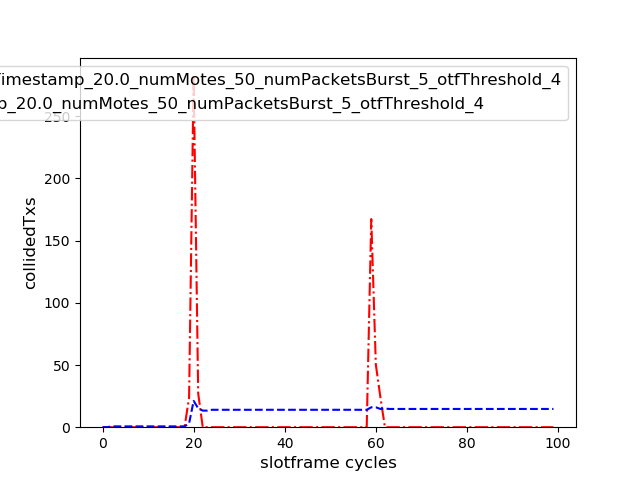 imestamp_20.0_numMotes_50_numPacketsBurst_5_otfThreshold_4
p_20.0_numMotes_50_numPacketsBurst_5_otfThreshold_4
250
200
150
100
50
0
collidedTxs
0 20 40 60 80 100
slotframe cycles